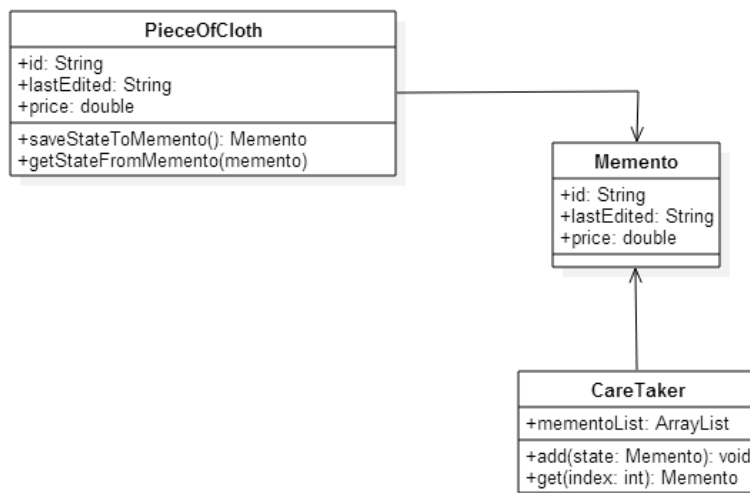 PieceOfCloth
+id: String
+lastEdited: String
+price: double
+saveStateToMemento(): Memento
+getStateFromMemento(memento)
Memento
+id: String
+lastEdited: String
+price: double
CareTaker
+mementoList: ArrayList
+add(state: Memento): void
+get(index: int): Memento